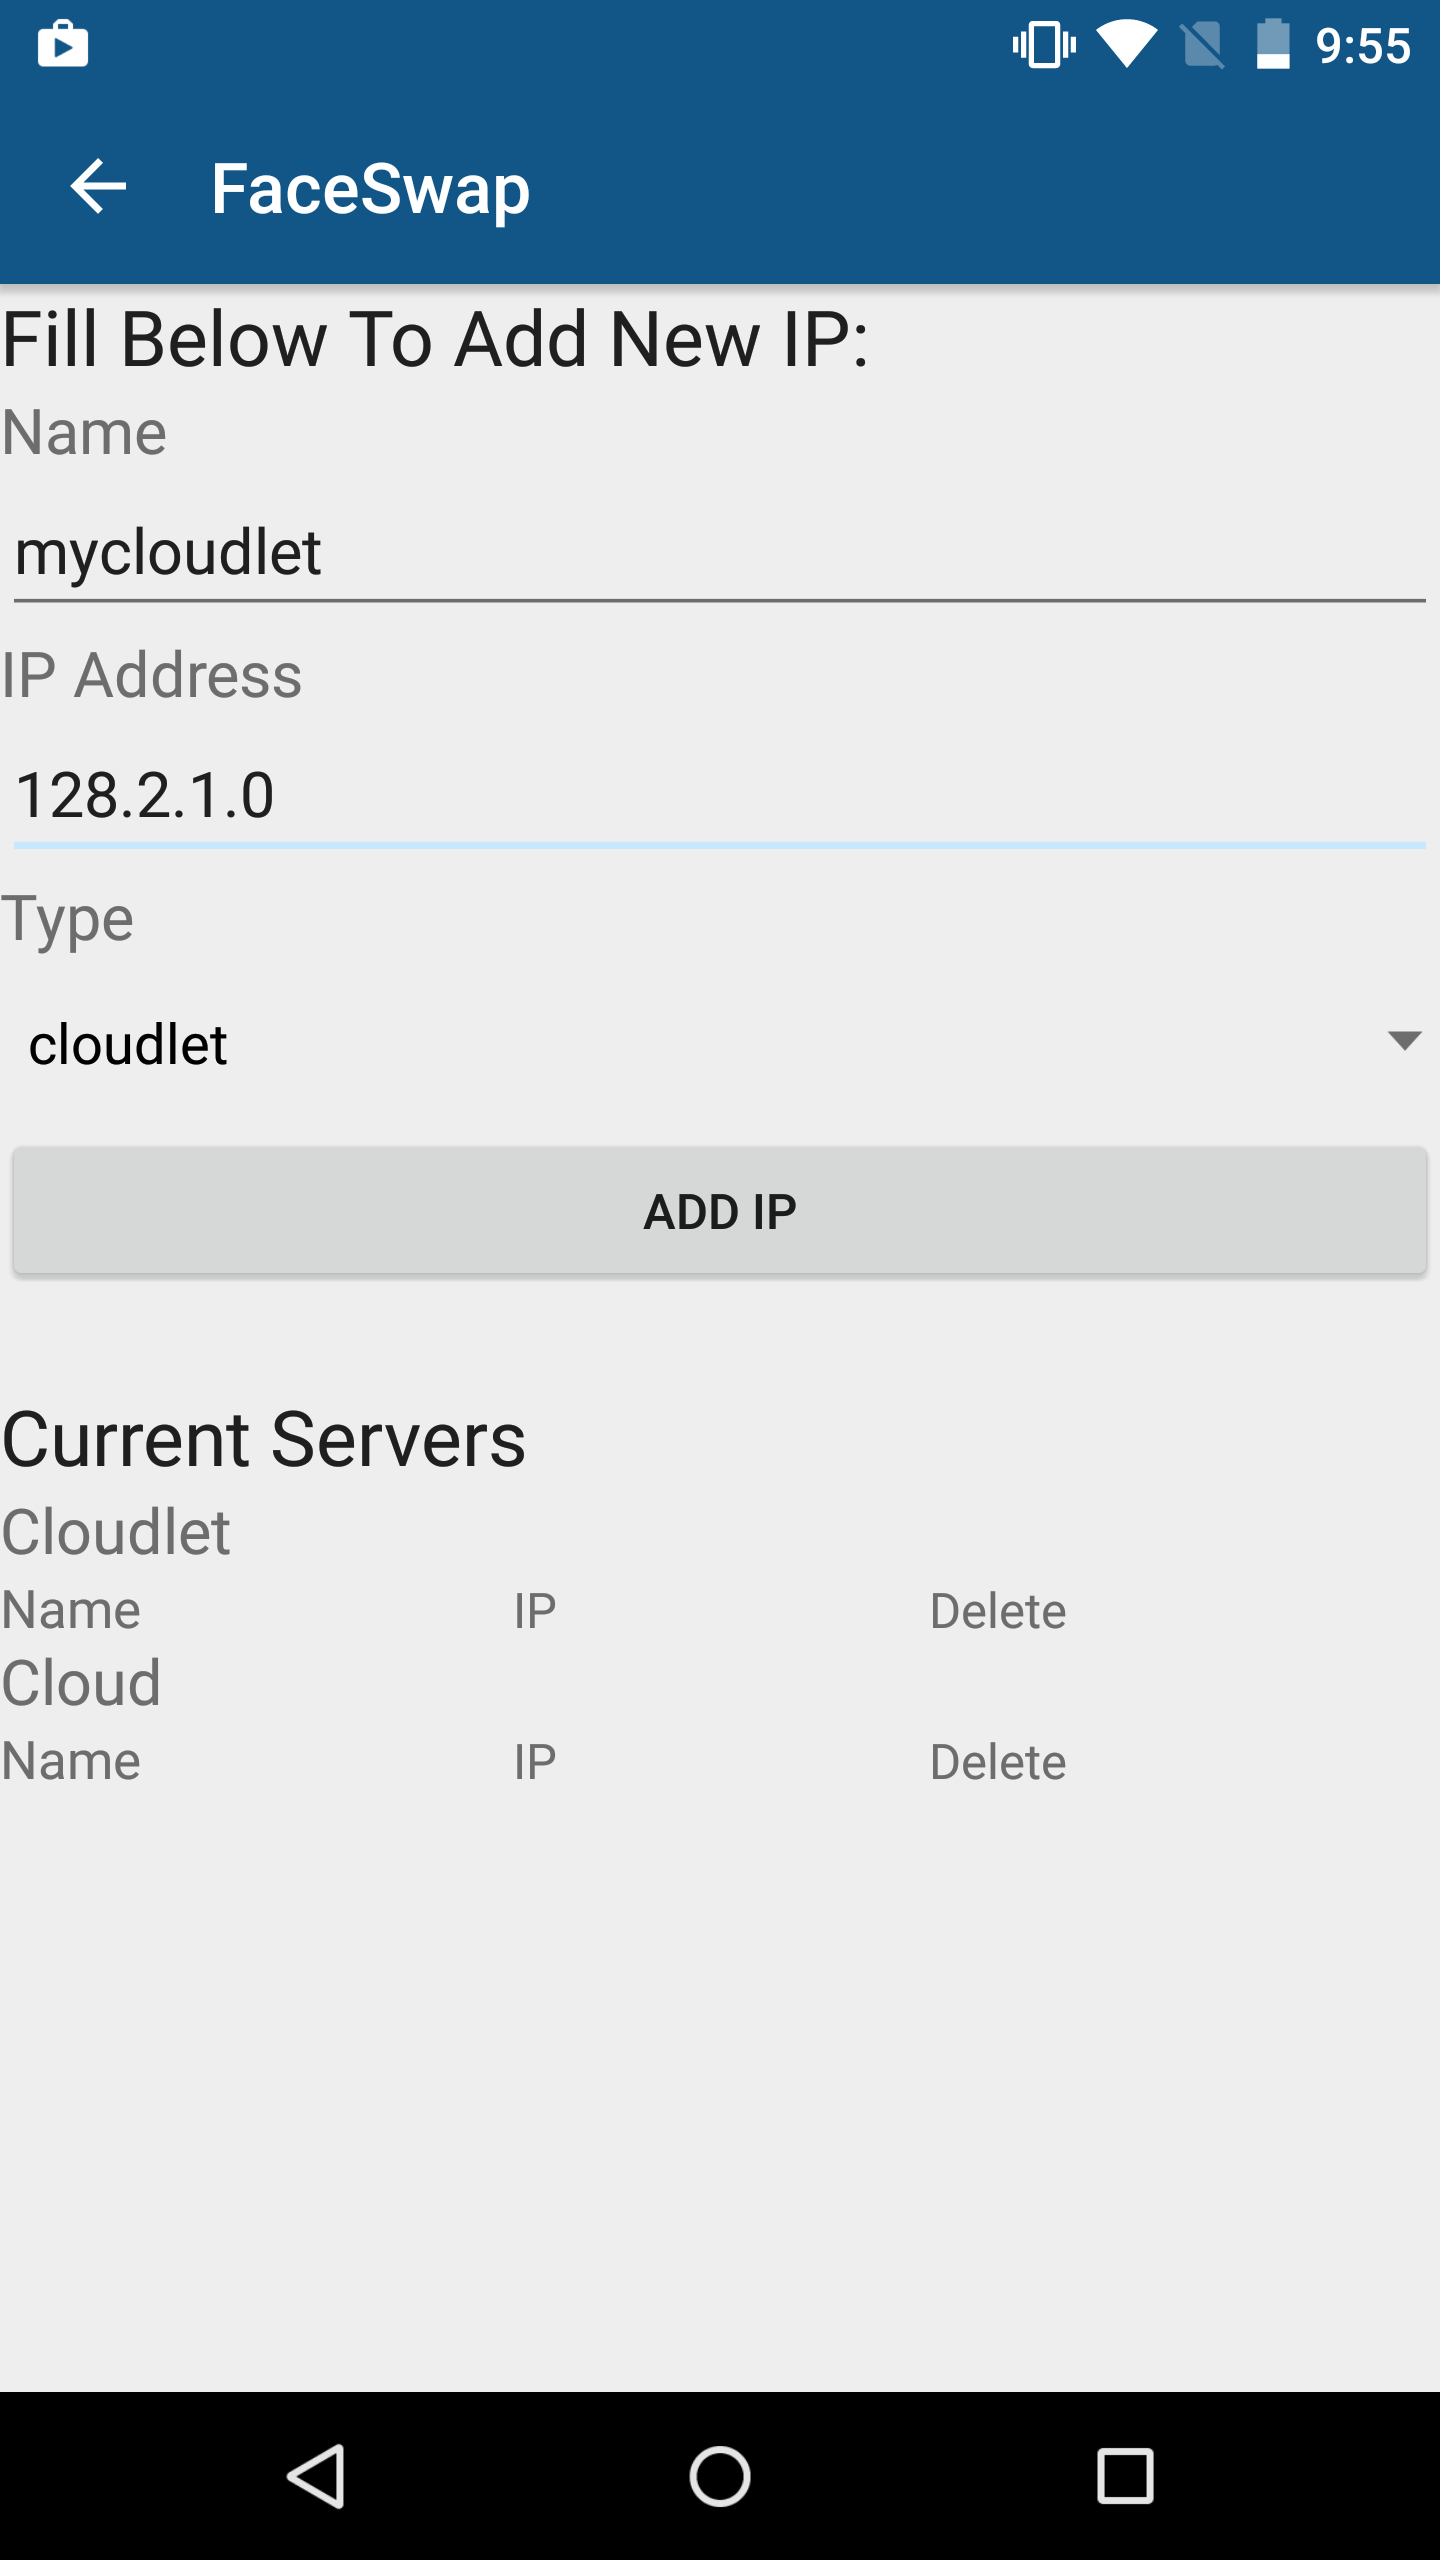 9:55
FaceSwap
Fill Below To Add New IP:
Name
mycloudlet
IP Address
128.2.1.0
Type
cloudlet
ADD IP
Current Servers
Cloudlet
Name IP Delete
Cloud
Name IP Delete